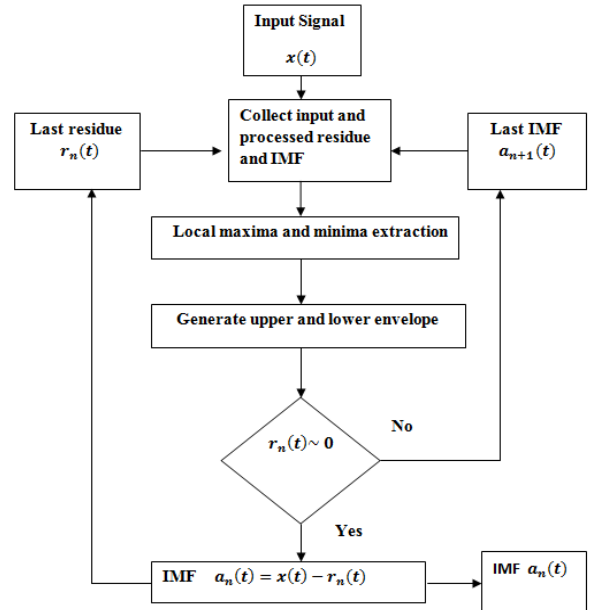 Input Signal
x(t)
Last residue
r_n(t)
Collect input and
processed residue
and IMF
Last IMF
a_{n+1}(t)
Local maxima and minima extraction
Generate upper and lower envelope
r_n(t)~ 0
No
Yes
IMF a_n(t) = x(t) − r_n(t)
IMF a_n(t)